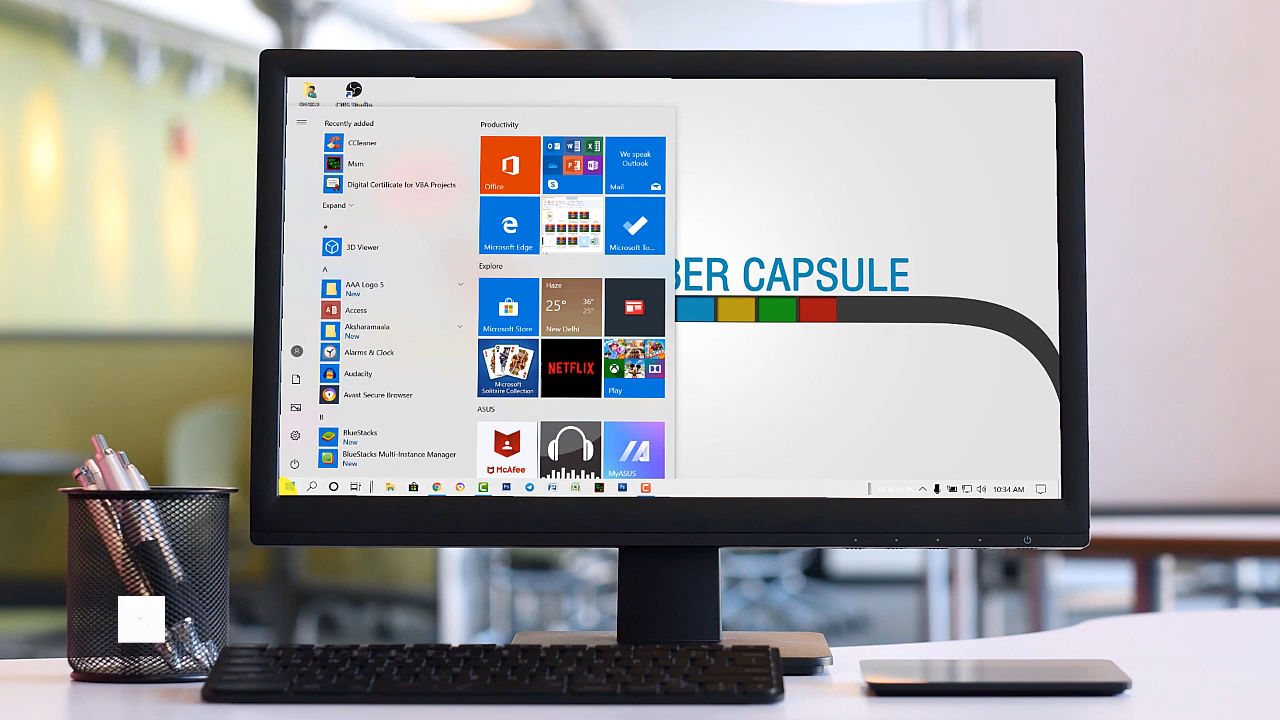 Recently added
CCleaner
Msm
Digital Certificate for VBA Projects
Expand
#
3D Viewer
A
AAA Logo 5
New
Access
Aksharamaala
New
Alarms & Clock
Audacity
Avast Secure Browser
B
BlueStacks
New
BlueStacks Multi-Instance Manager
New
Productivity
Office
We speak
Outlook
Mail
Microsoft Edge
Microsoft To...
Explore
Microsoft Store
Haze
25° 36°
25°
New Delhi
Microsoft
Solitaire Collection
NETFLIX
Play
ASUS
McAfee
MyASUS
BER CAPSULE
10:34 AM